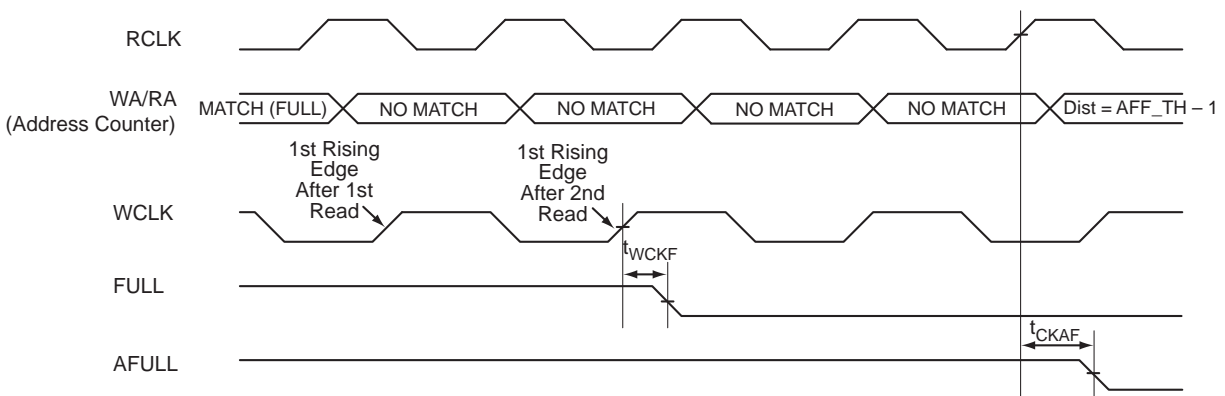 RCLK
WA/RA
(Address Counter)
MATCH (FULL)
NO MATCH
NO MATCH
NO MATCH
NO MATCH
Dist = AFF_TH – 1
1st Rising
Edge
After 1st
Read
1st Rising
Edge
After 2nd
Read
WCLK
tWCKF
FULL
tCKAF
AFULL